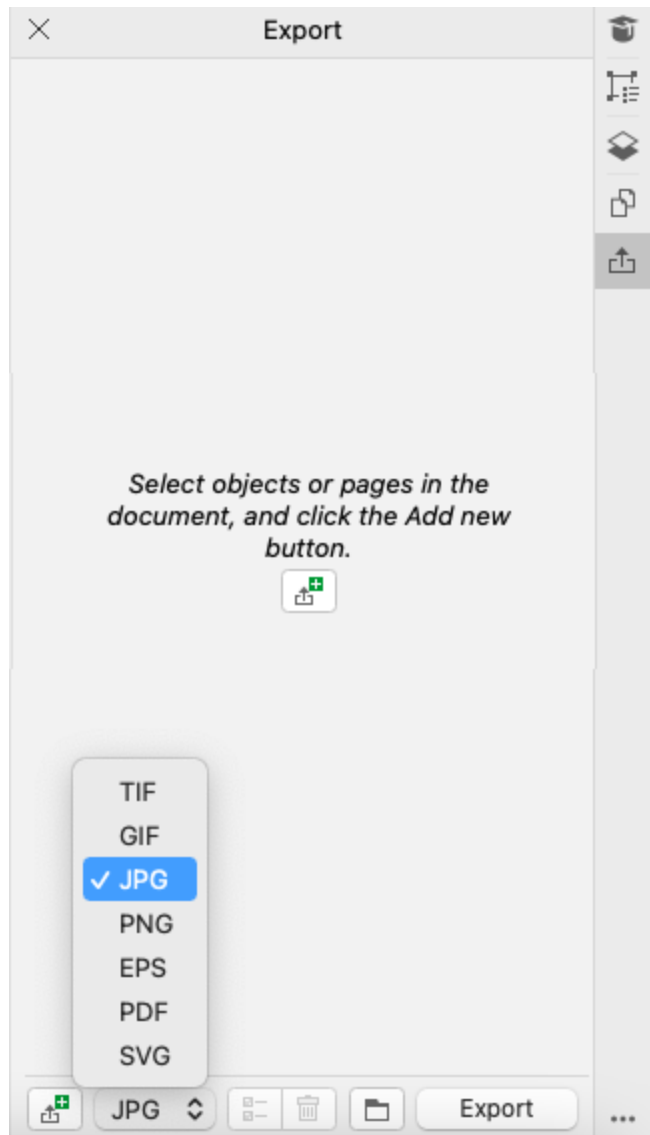 Export
Select objects or pages in the
document, and click the Add new
button.
TIF
GIF
JPG
PNG
EPS
PDF
SVG
JPG
Export